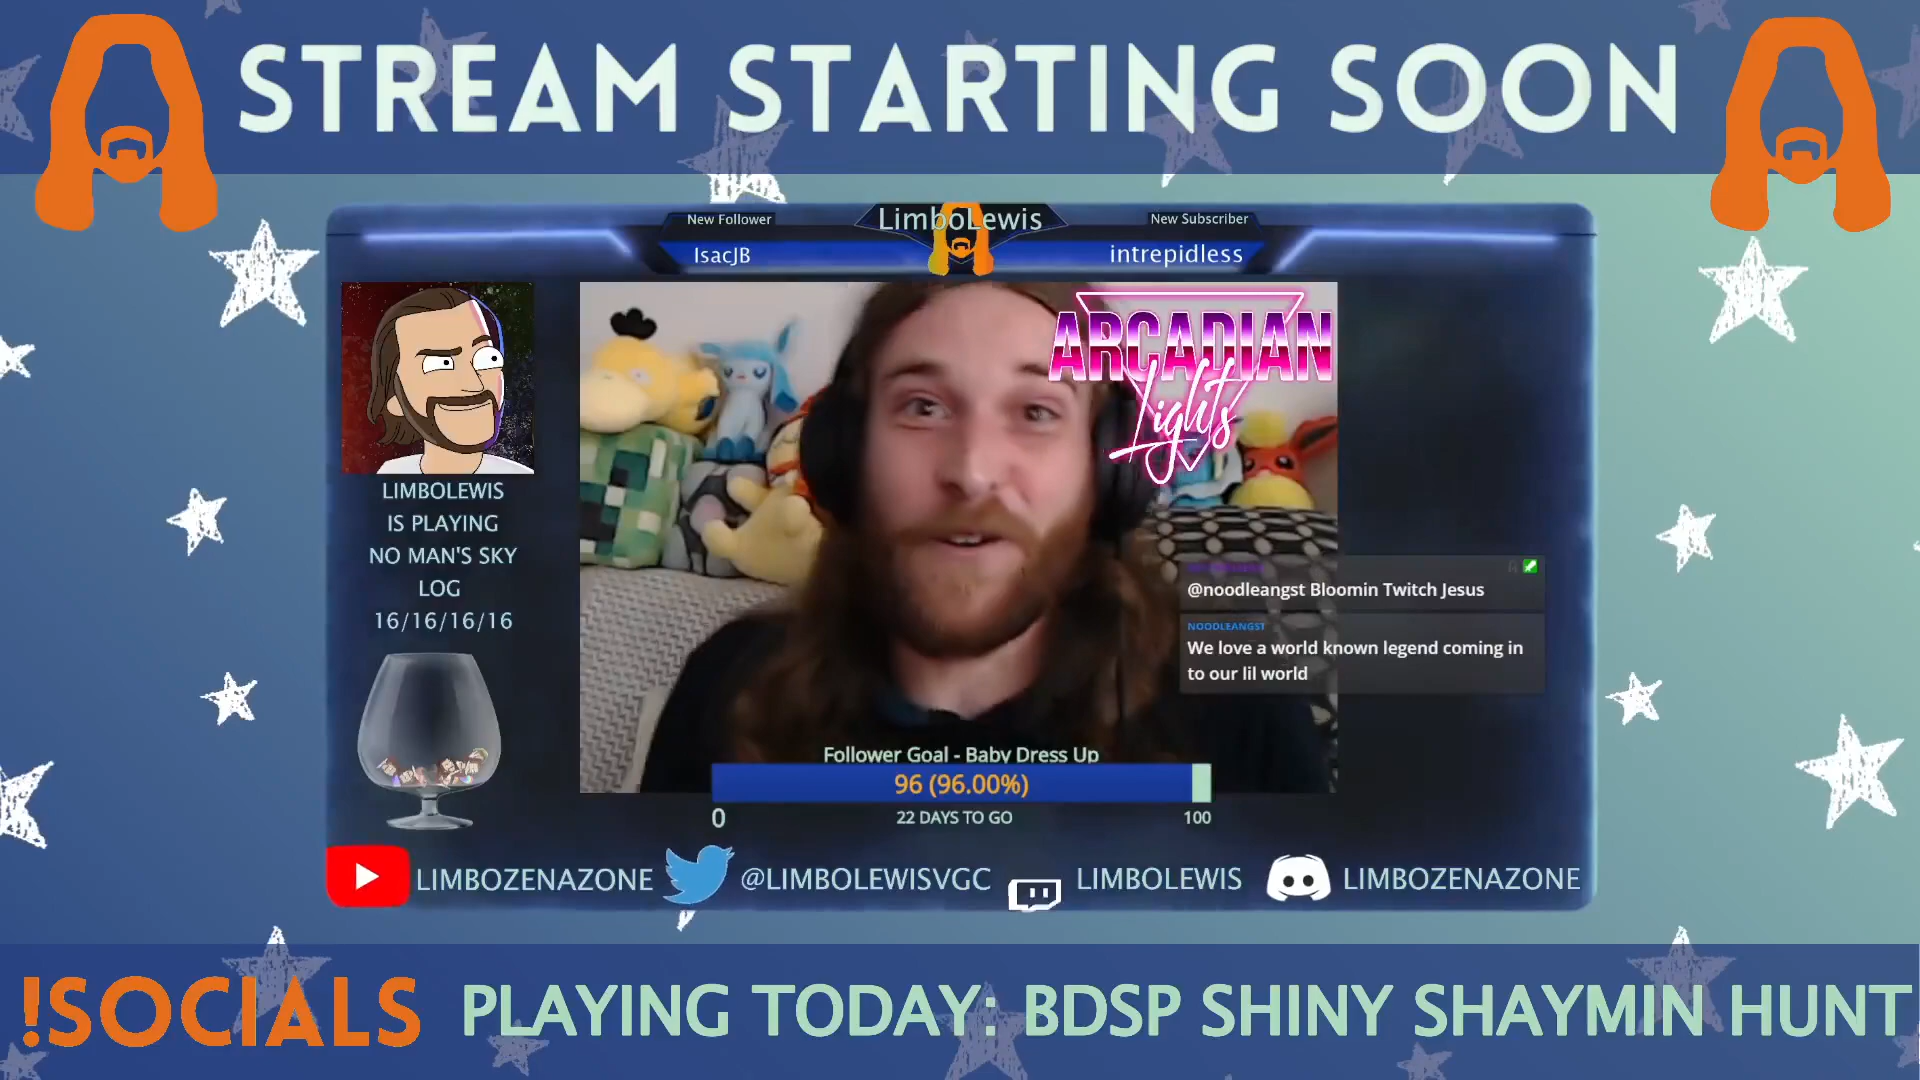 STREAM STARTING SOON
New Follower
LimboLewis
New Subscriber
IsacJB
intrepidless
ARCADIAN
Lights
LIMBOLEWIS
IS PLAYING
NO MAN'S SKY
LOG
16/16/16/16
@noodleangst Bloomin Twitch Jesus
NOODLEANGST
We love a world known legend coming in
to our lil world
Follower Goal - Baby Dress Up
96 (96.00%)
0
22 DAYS TO GO
100
LIMBOZENAZONE
@LIMBOLEWISVGC
LIMBOLEWIS
LIMBOZENAZONE
!SOCIALS
PLAYING TODAY: BDSP SHINY SHAYMIN HUNT